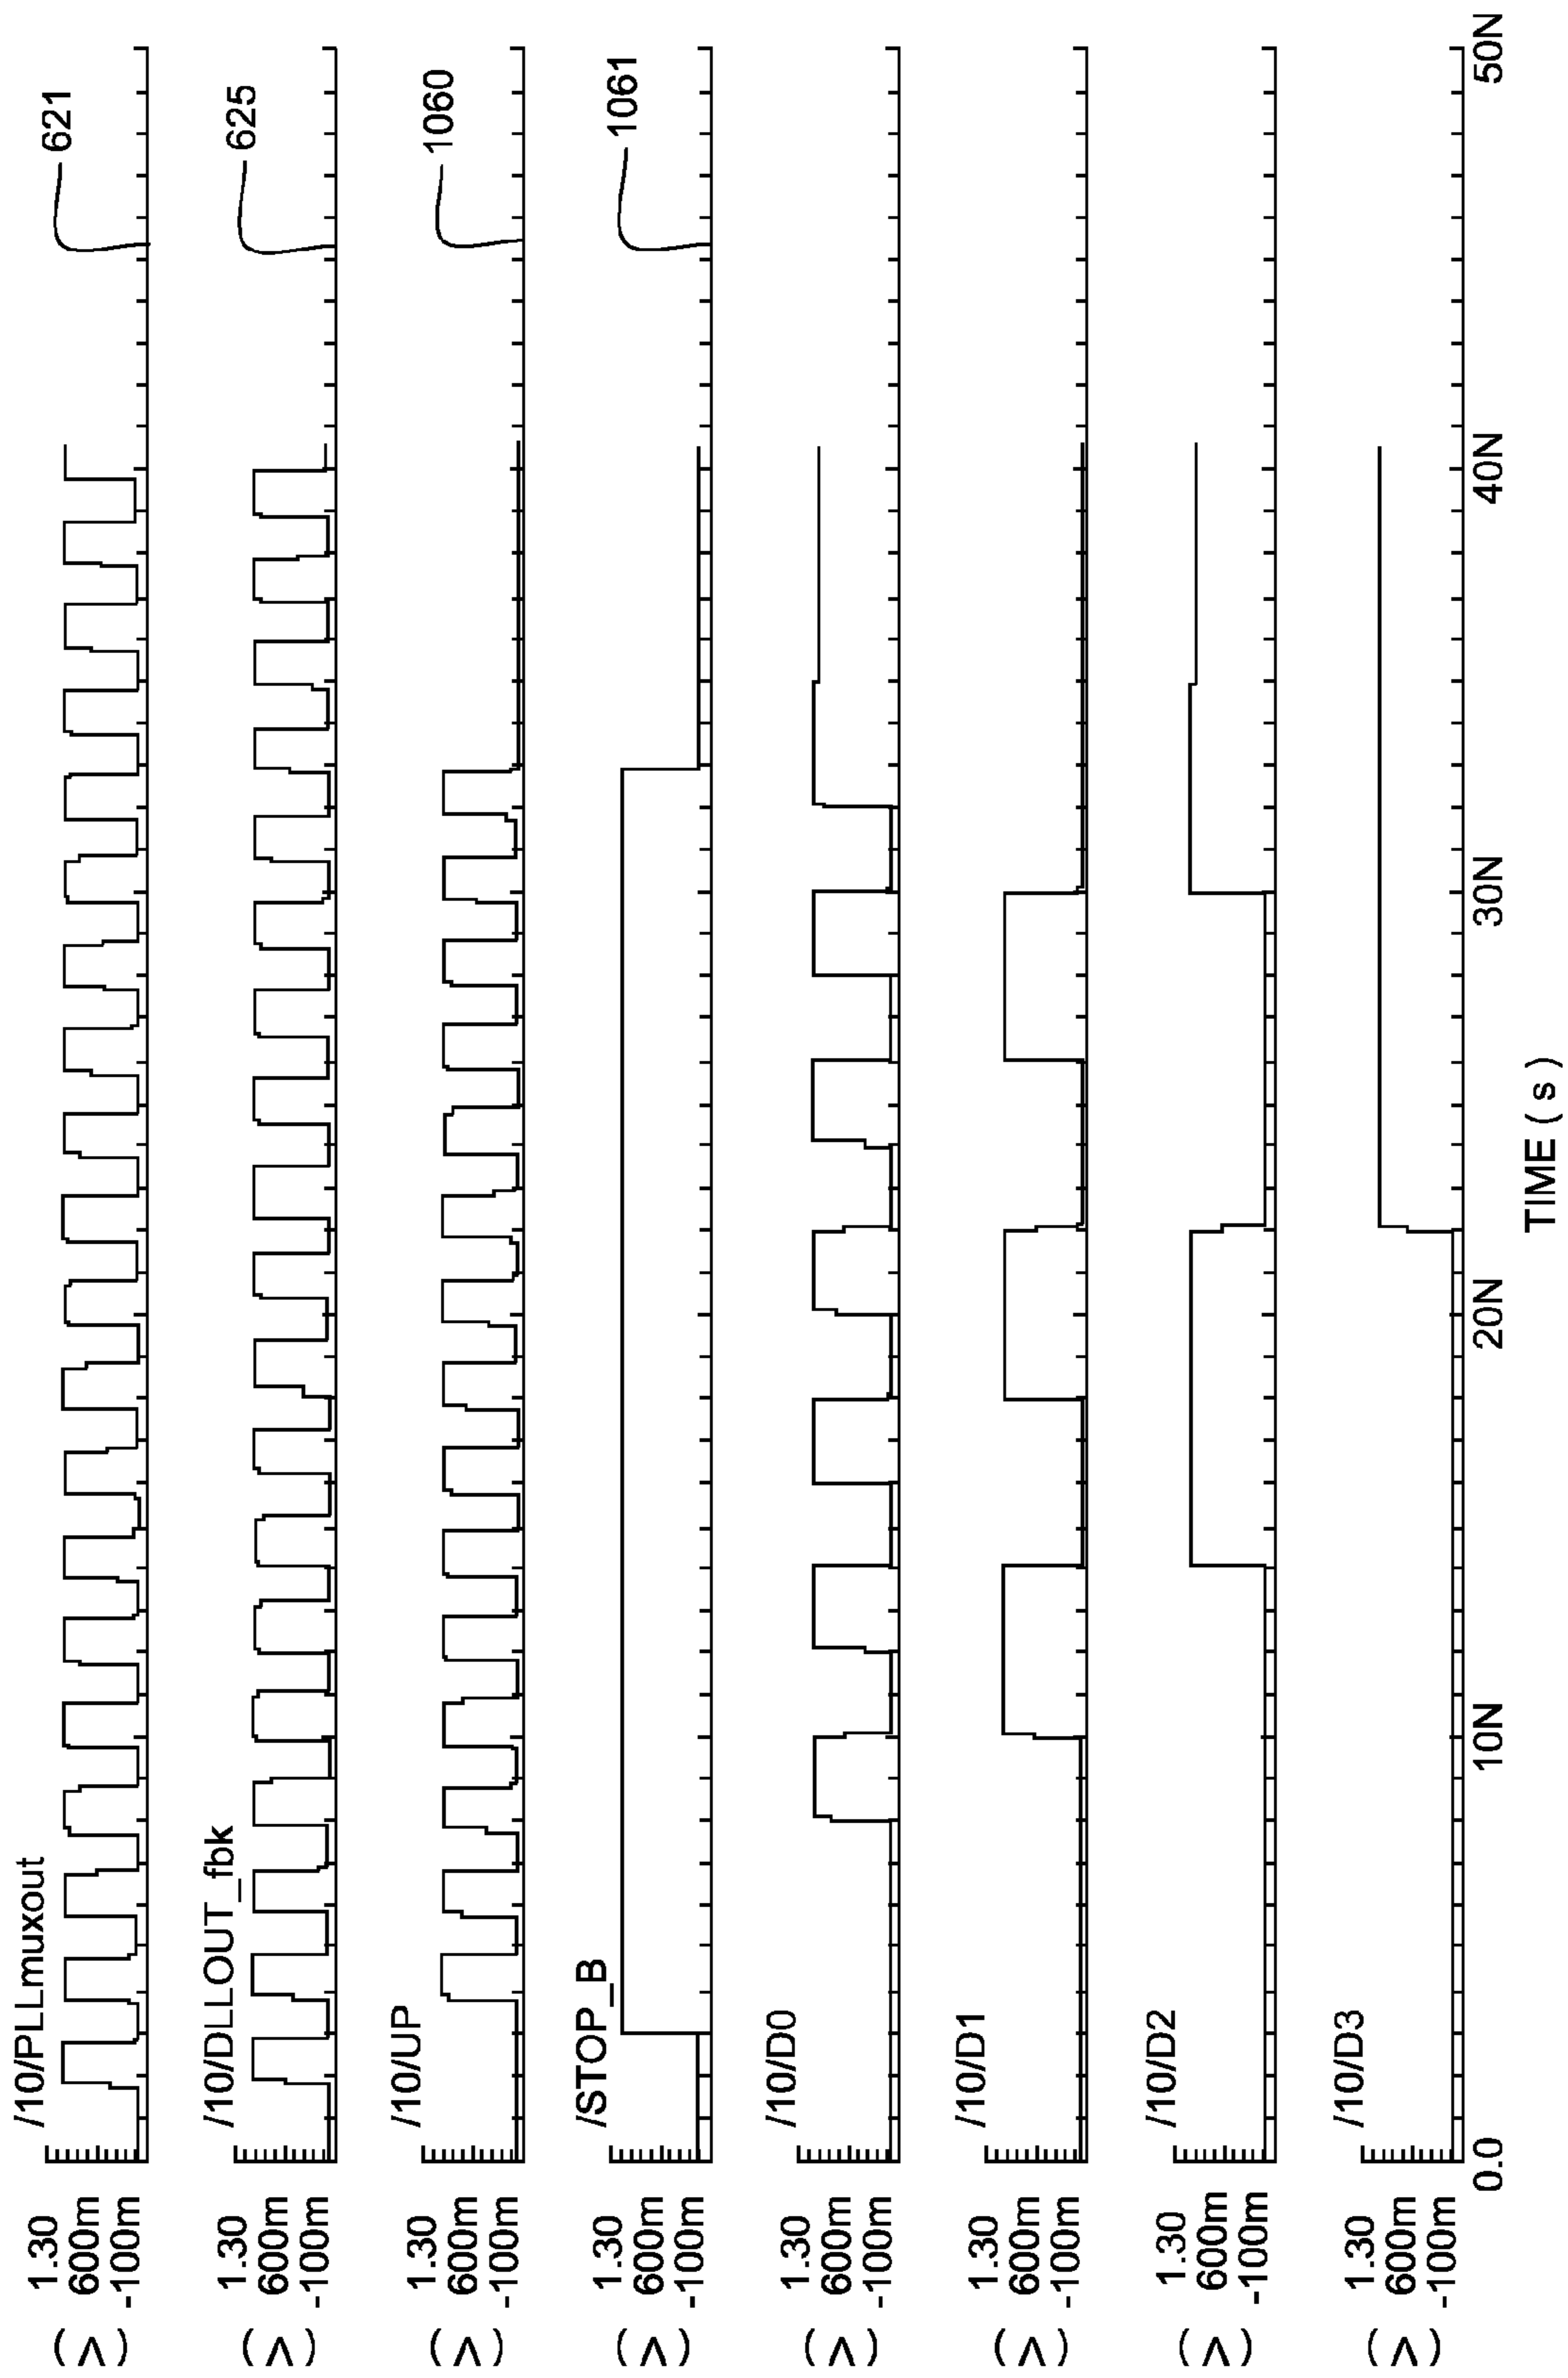 /10/PLLmuxout
621
(V)
1.30
600m
-100m
/10/DLLOUT_fbk
625
(V)
1.30
600m
-100m
/10/UP
1060
(V)
1.30
600m
-100m
/STOP_B
1061
(V)
1.30
600m
-100m
/10/D0
(V)
1.30
600m
-100m
/10/D1
(V)
1.30
600m
-100m
/10/D2
(V)
1.30
600m
-100m
/10/D3
(V)
1.30
600m
-100m
0.0 10N 20N 30N 40N 50N
TIME ( s )